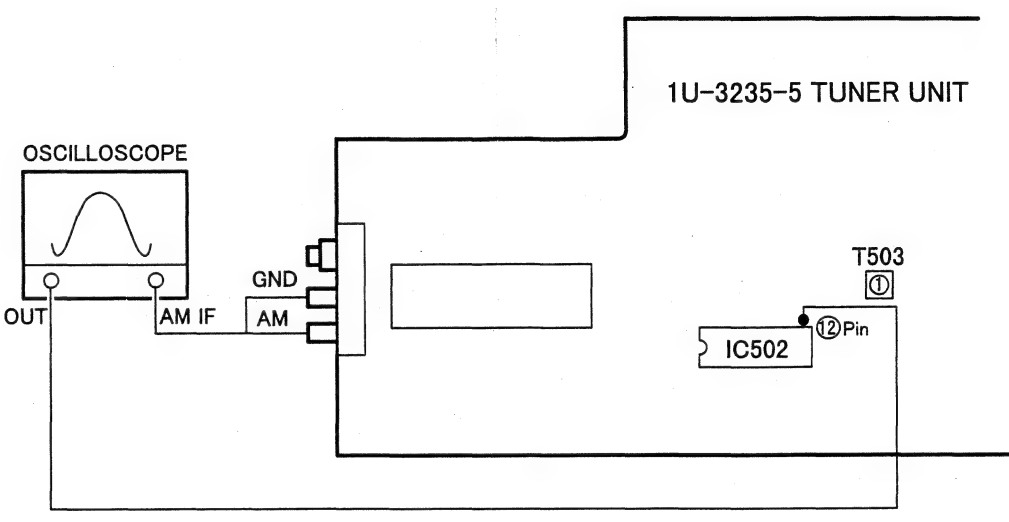 1U-3235-5 TUNER UNIT
OSCILLOSCOPE
OUT
AM IF
GND
AM
T503
①
⑫Pin
IC502